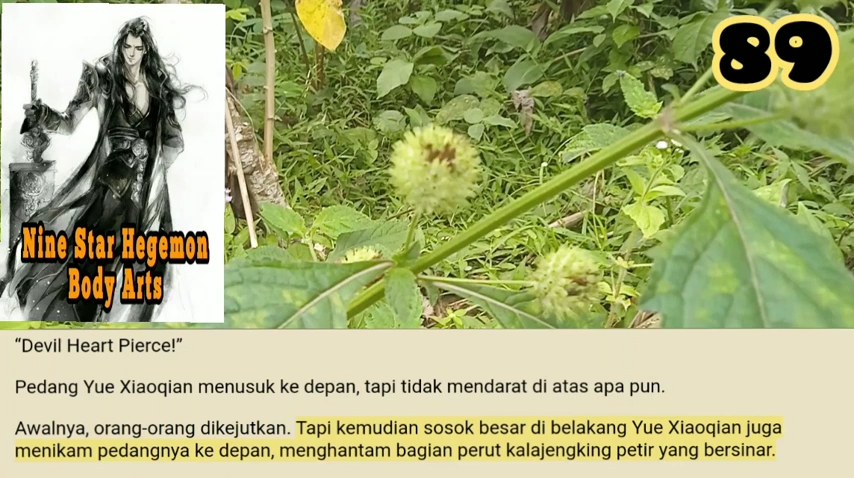 89
Nine Star Hegemon
Body Arts
“Devil Heart Pierce!”
Pedang Yue Xiaoqian menusuk ke depan, tapi tidak mendarat di atas apa pun.
Awalnya, orang-orang dikejutkan. Tapi kemudian sosok besar di belakang Yue Xiaoqian juga
menikam pedangnya ke depan, menghantam bagian perut kalajengking petir yang bersinar.